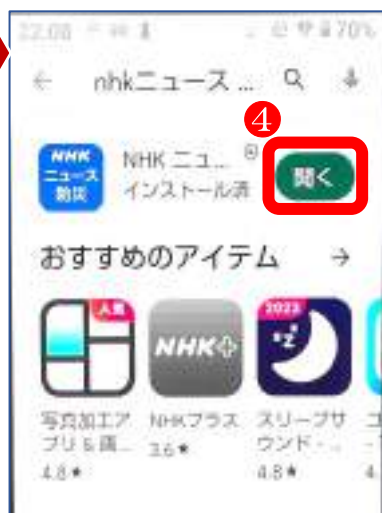 22:08 70%
← nhkニュース ...
4
NHK
ニュース
防災
NHK ニュ...
インストール済
開く
おすすめのアイテム →
人気
NHK+
2023
zz
写真加工ア
プリ & 画...
4.8★
NHKプラス
3.6★
スリープサ
ウンド - ...
4.8★
コ
-
4.